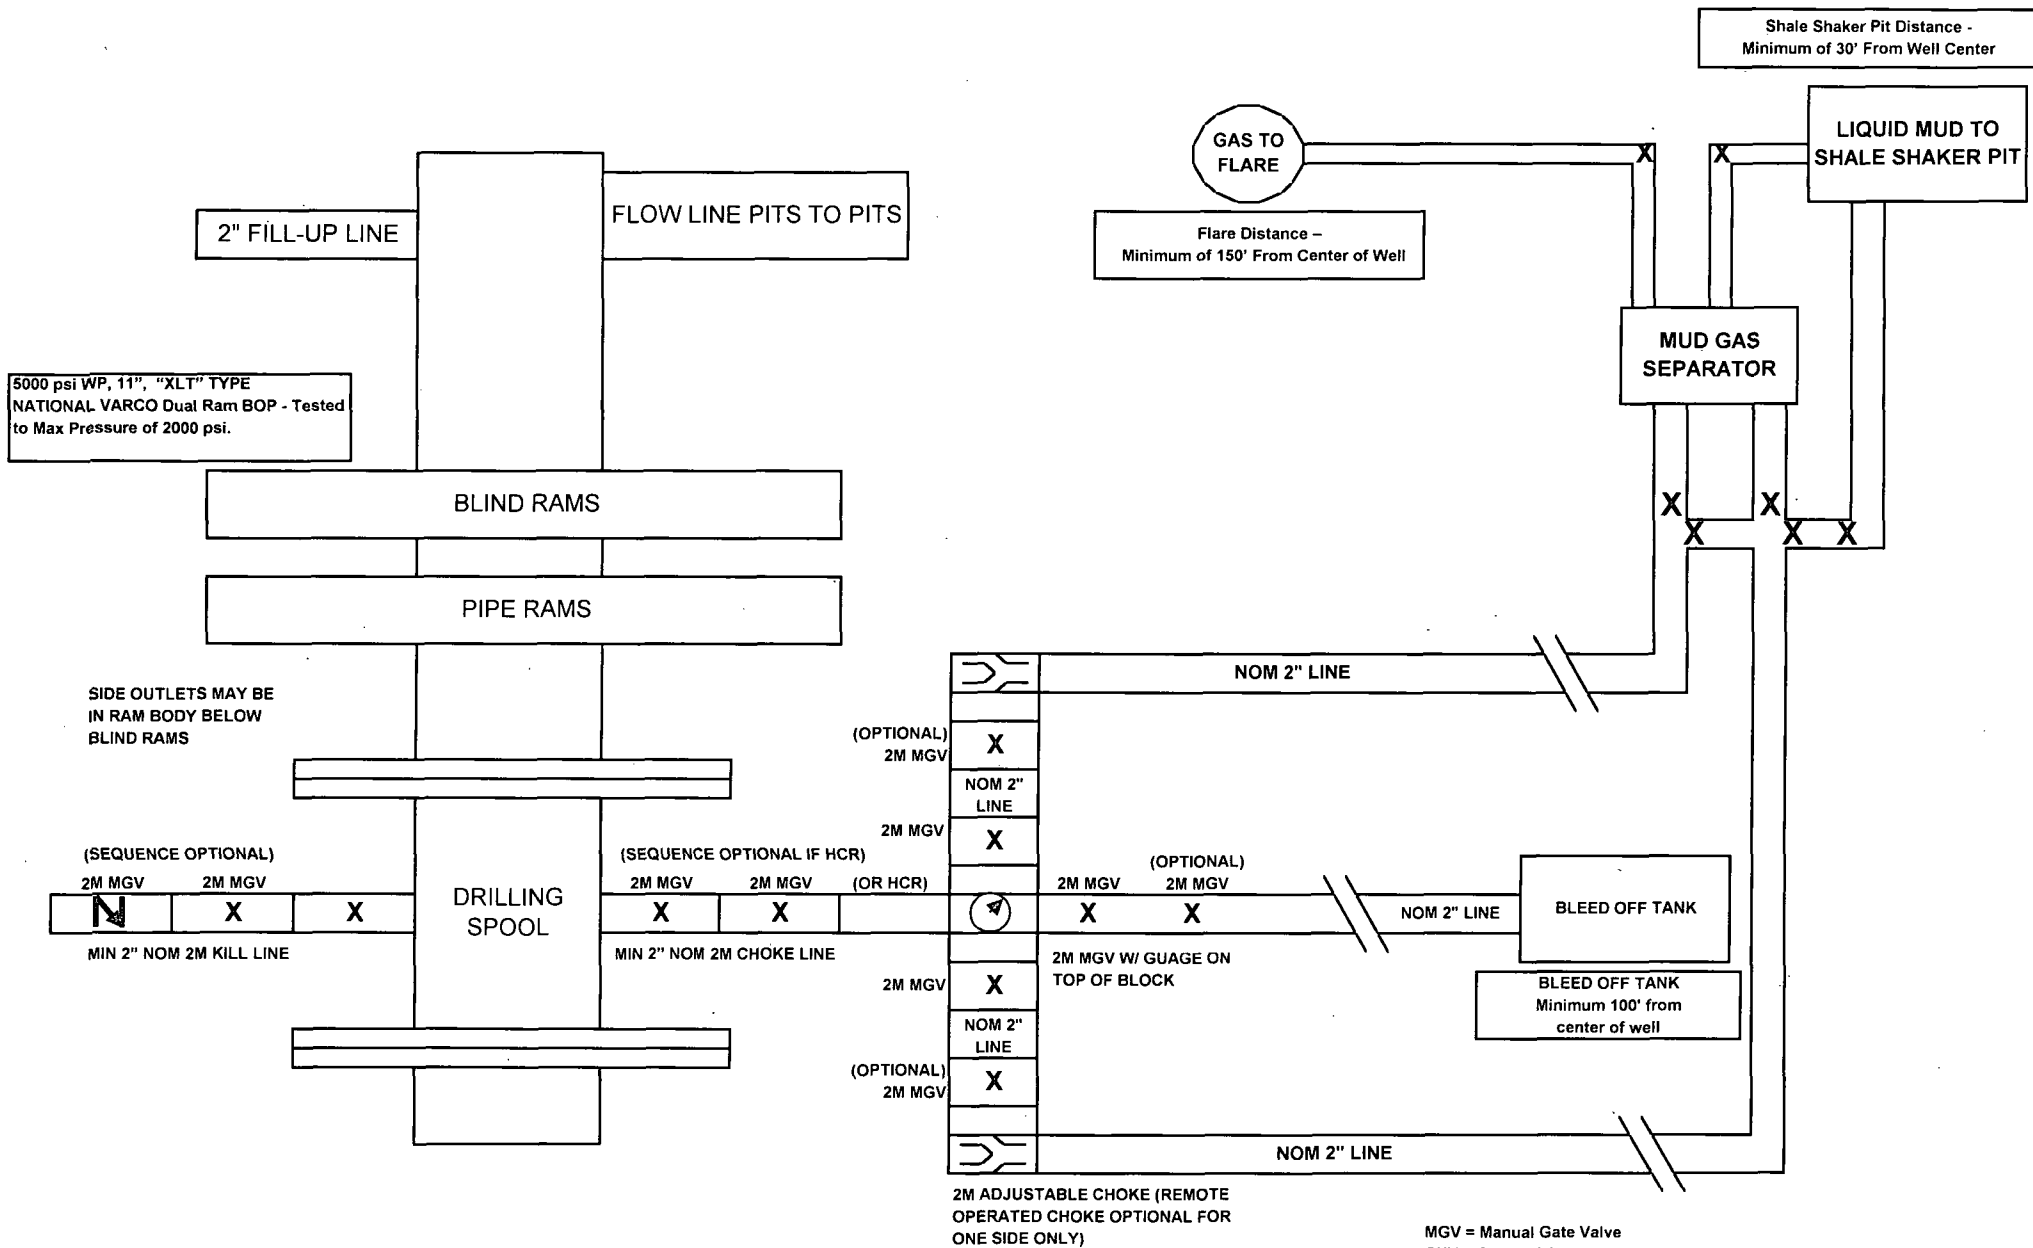 Shale Shaker Pit Distance -
Minimum of 30' From Well Center
LIQUID MUD TO
SHALE SHAKER PIT
GAS TO
FLARE
X
X
Flare Distance –
Minimum of 150' From Center of Well
FLOW LINE PITS TO PITS
2" FILL-UP LINE
MUD GAS
SEPARATOR
5000 psi WP, 11", "XLT" TYPE
NATIONAL VARCO Dual Ram BOP - Tested
to Max Pressure of 2000 psi.
BLIND RAMS
X
X
X
X
X
PIPE RAMS
NOM 2" LINE
SIDE OUTLETS MAY BE
IN RAM BODY BELOW
BLIND RAMS
(OPTIONAL)
2M MGV
X
NOM 2"
LINE
2M MGV
X
(SEQUENCE OPTIONAL)
2M MGV
2M MGV
N
X
X
MIN 2" NOM 2M KILL LINE
DRILLING
SPOOL
(SEQUENCE OPTIONAL IF HCR)
2M MGV
2M MGV
(OR HCR)
X
X
MIN 2" NOM 2M CHOKE LINE
2M MGV
(OPTIONAL)
2M MGV
X
X
NOM 2" LINE
BLEED OFF TANK
2M MGV W/ GUAGE ON
TOP OF BLOCK
BLEED OFF TANK
Minimum 100' from
center of well
2M MGV
X
NOM 2"
LINE
(OPTIONAL)
2M MGV
X
NOM 2" LINE
2M ADJUSTABLE CHOKE (REMOTE
OPERATED CHOKE OPTIONAL FOR
ONE SIDE ONLY)
MGV = Manual Gate Valve